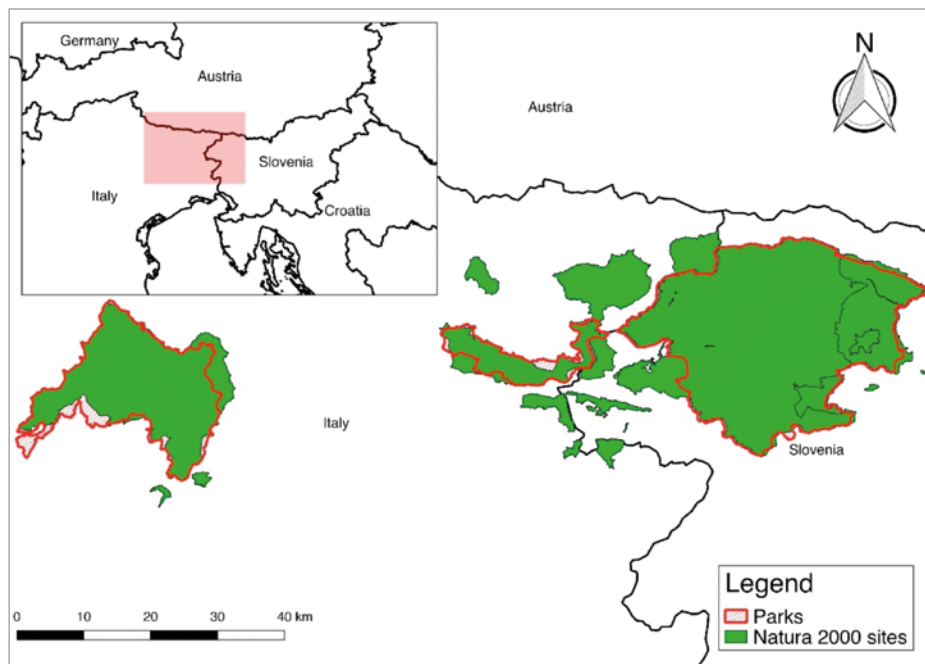 Germany
Austria
Italy
Slovenia
Croatia
Austria
N
Italy
Slovenia
0 10 20 30 40 km
Legend
Parks
Natura 2000 sites